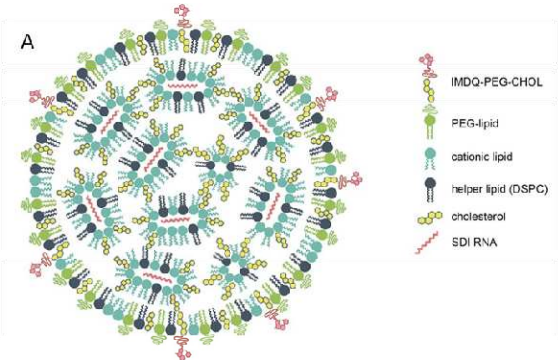 A
IMDQ-PEG-CHOL
PEG-lipid
cationic lipid
helper lipid (DSPC)
cholesterol
SDI RNA